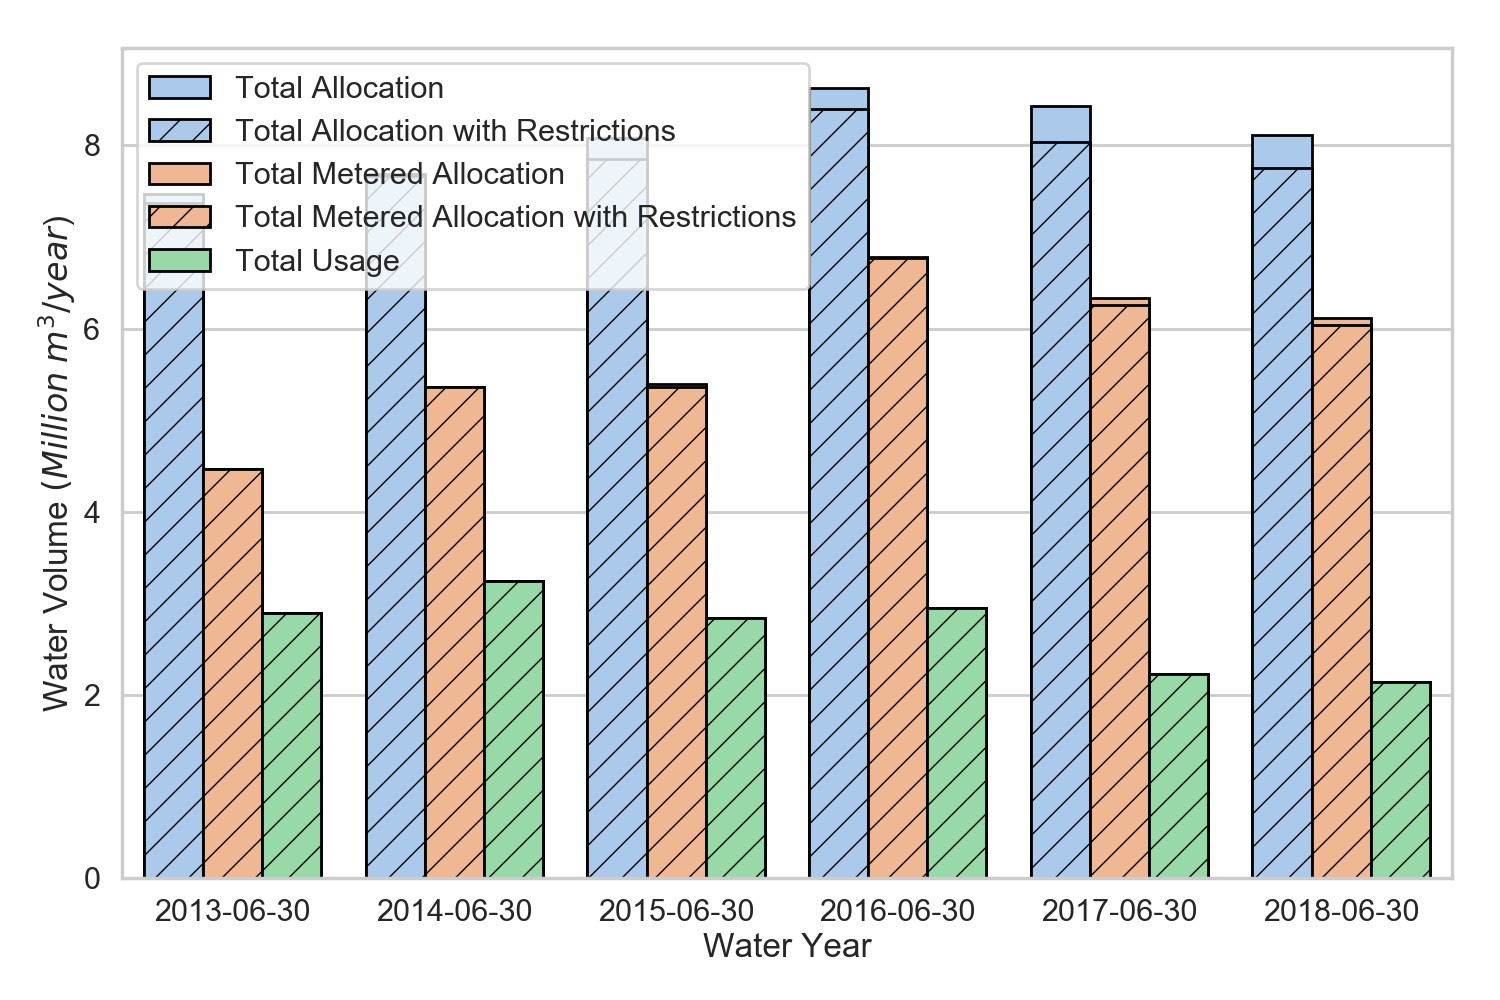 Total Allocation
Total Allocation with Restrictions
Total Metered Allocation
Total Metered Allocation with Restrictions
Total Usage
Water Volume (Million m³/year)
8
6
4
2
0
2013-06-30 2014-06-30 2015-06-30 2016-06-30 2017-06-30 2018-06-30
Water Year